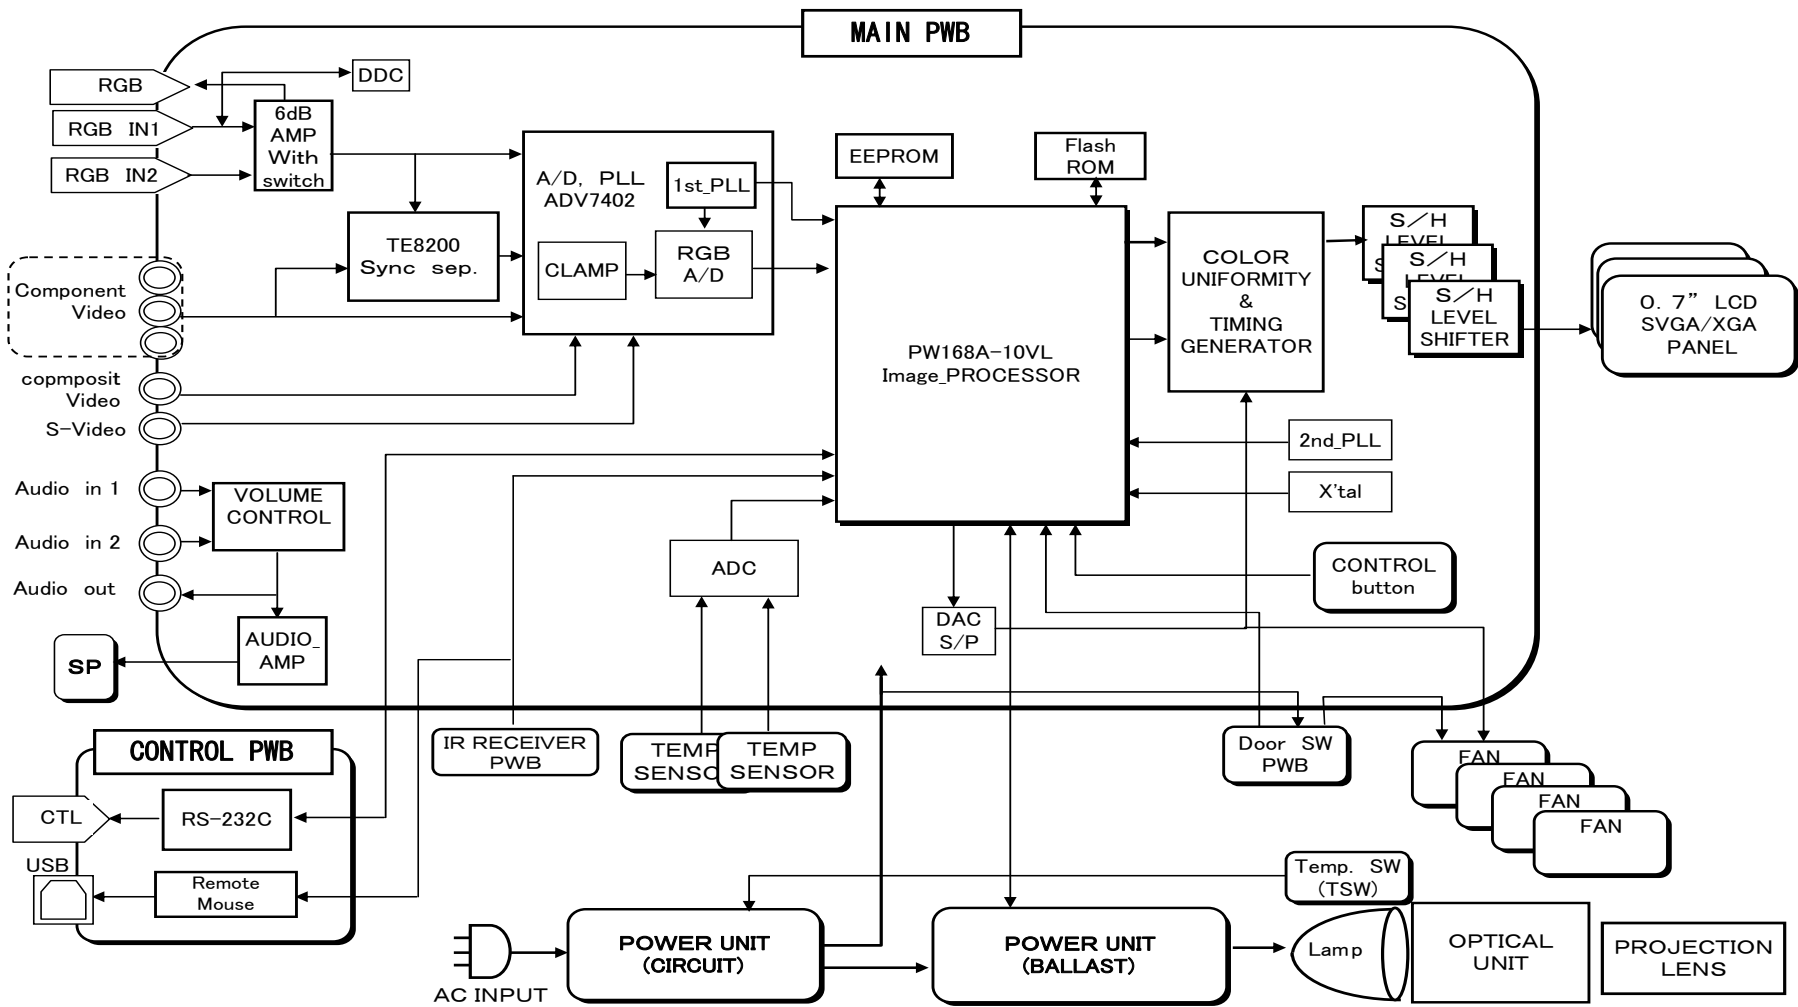 MAIN PWB
RGB
RGB IN1
RGB IN2
DDC
6dB
AMP
With
switch
A/D, PLL
ADV7402
1st_PLL
CLAMP
RGB
A/D
TE8200
Sync sep.
EEPROM
Flash
ROM
PW168A-10VL
Image_PROCESSOR
COLOR
UNIFORMITY
&
TIMING
GENERATOR
S/H
LEVEL
S
S/H
LEVEL
S
S/H
LEVEL
SHIFTER
0.7” LCD
SVGA/XGA
PANEL
Component
Video
copmposit
Video
S-Video
Audio in 1
Audio in 2
Audio out
VOLUME
CONTROL
AUDIO_
AMP
SP
ADC
2nd_PLL
X'tal
CONTROL
button
DAC
S/P
CONTROL PWB
CTL
RS-232C
USB
Remote
Mouse
IR RECEIVER
PWB
TEMP
SENSO
TEMP
SENSOR
Door SW
PWB
FAN
FAN
FAN
FAN
Temp. SW
(TSW)
AC INPUT
POWER UNIT
(CIRCUIT)
POWER UNIT
(BALLAST)
Lamp
OPTICAL
UNIT
PROJECTION
LENS